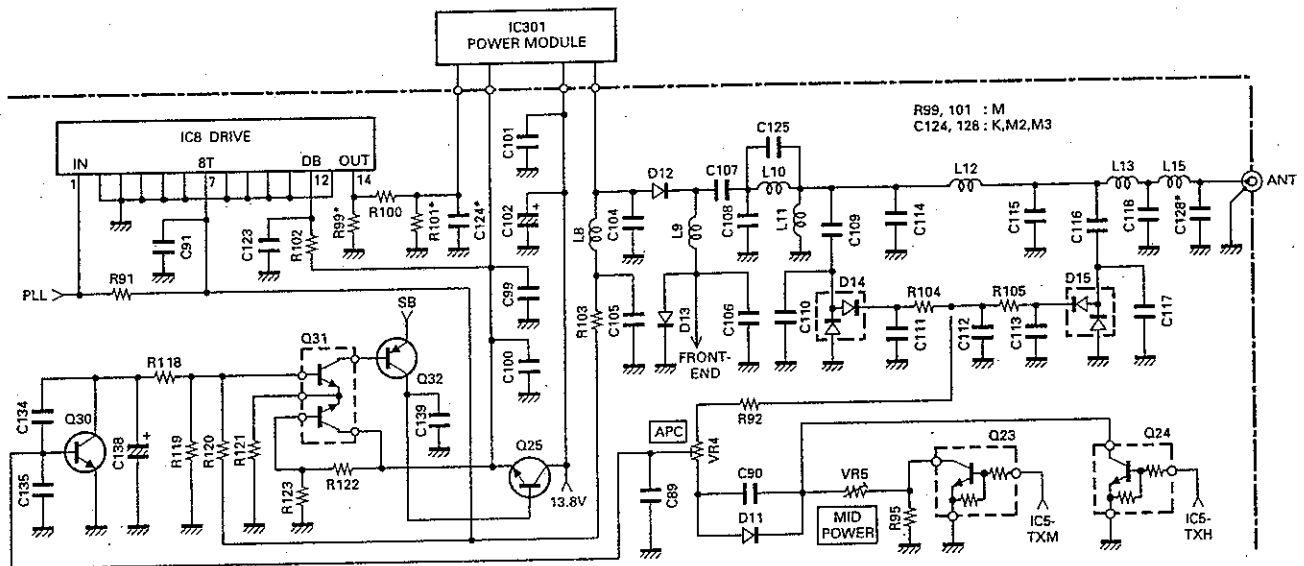 IC301
POWER MODULE
R99, 101 : M
C124, 128 : K,M2,M3
IC8 DRIVE
IN
8T
DB
OUT
1
7
12
14
C101
C125
C107
L10
D12
L12
L13
L15
ANT
R100
R99*
R101*
C124*
C102
+
C104
L9
C108
L11
C109
C114
C115
C116
C118
C128*
C91
C123
R102
L8
PLL
R91
C99
C105
R103
D13
C106
C110
D14
R104
R105
D15
C117
C111
C112
C113
SB
FRONT-
END
Q31
Q32
C100
R118
C134
Q30
C138
+
R119
R120
R121
C139
R92
APC
VR4
Q25
Q23
Q24
C135
R123
R122
13.8V
C89
C90
D11
VR5
MID
POWER
R95
IC5-
TXM
IC5-
TXH